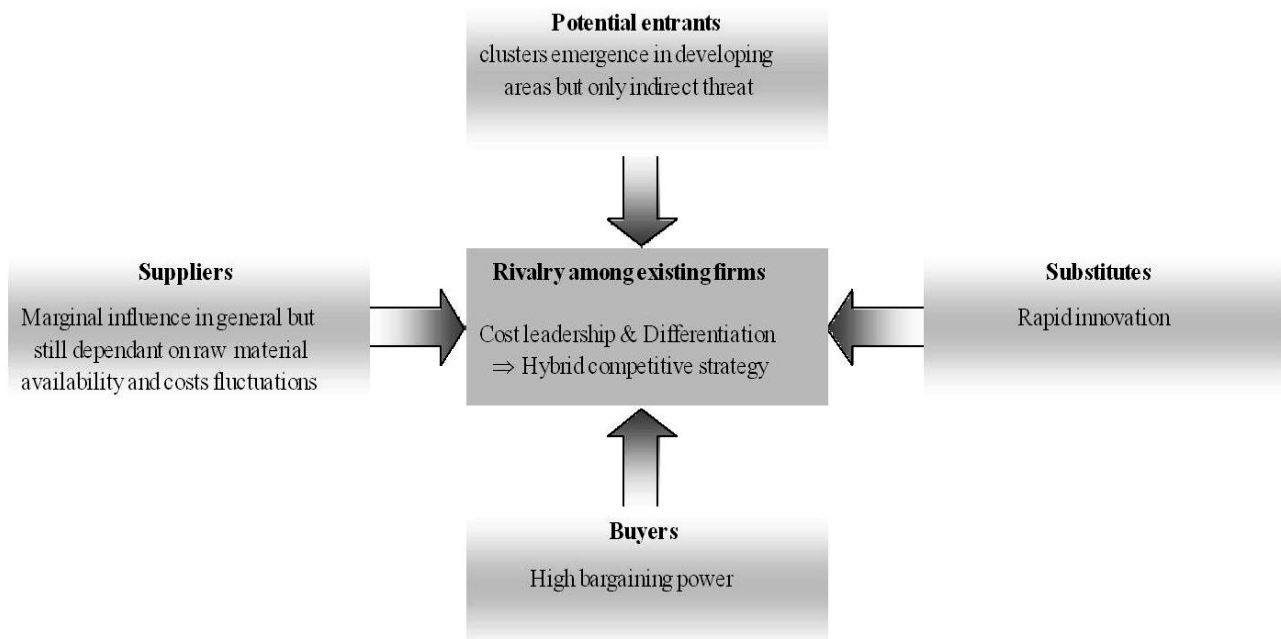 Potential entrants
clusters emergence in developing
areas but only indirect threat
Suppliers
Marginal influence in general but
still dependant on raw material
availability and costs fluctuations
Rivalry among existing firms
Cost leadership & Differentiation
⇒ Hybrid competitive strategy
Substitutes
Rapid innovation
Buyers
High bargaining power